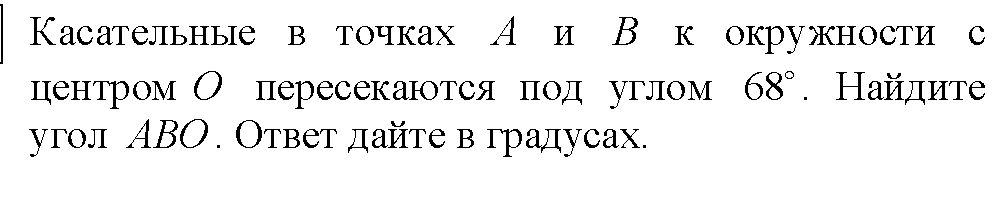 Касательные в точках A и B к окружности с
центром O пересекаются под углом 68°. Найдите
угол ABO. Ответ дайте в градусах.